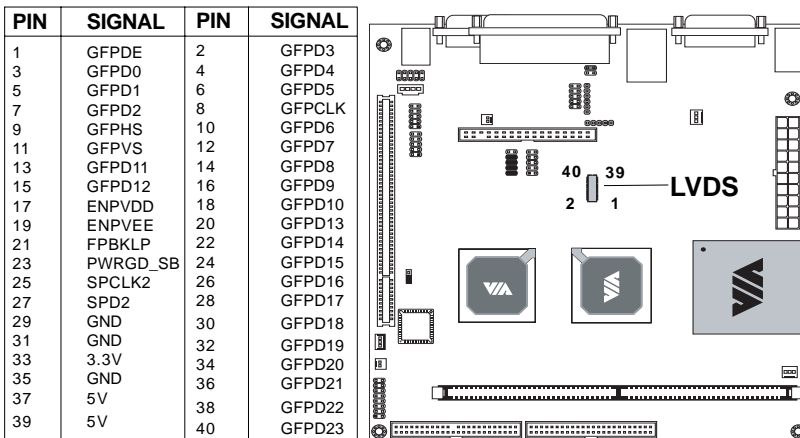 PIN SIGNAL PIN SIGNAL
1 GFPDE 2 GFPD3
3 GFPD0 4 GFPD4
5 GFPD1 6 GFPD5
7 GFPD2 8 GFPCLK
9 GFPHS 10 GFPD6
11 GFPVS 12 GFPD7
13 GFPD11 14 GFPD8
15 GFPD12 16 GFPD9
17 ENPVDD 18 GFPD10
19 ENPVEE 20 GFPD13
21 FPBKLP 22 GFPD14
23 PWRGD_SB 24 GFPD15
25 SPCLK2 26 GFPD16
27 SPD2 28 GFPD17
29 GND 30 GFPD18
31 GND 32 GFPD19
33 3.3V 34 GFPD20
35 GND 36 GFPD21
37 5V 38 GFPD22
39 5V 40 GFPD23
40 39
LVDS
2 1
VIA
VIA
VIA